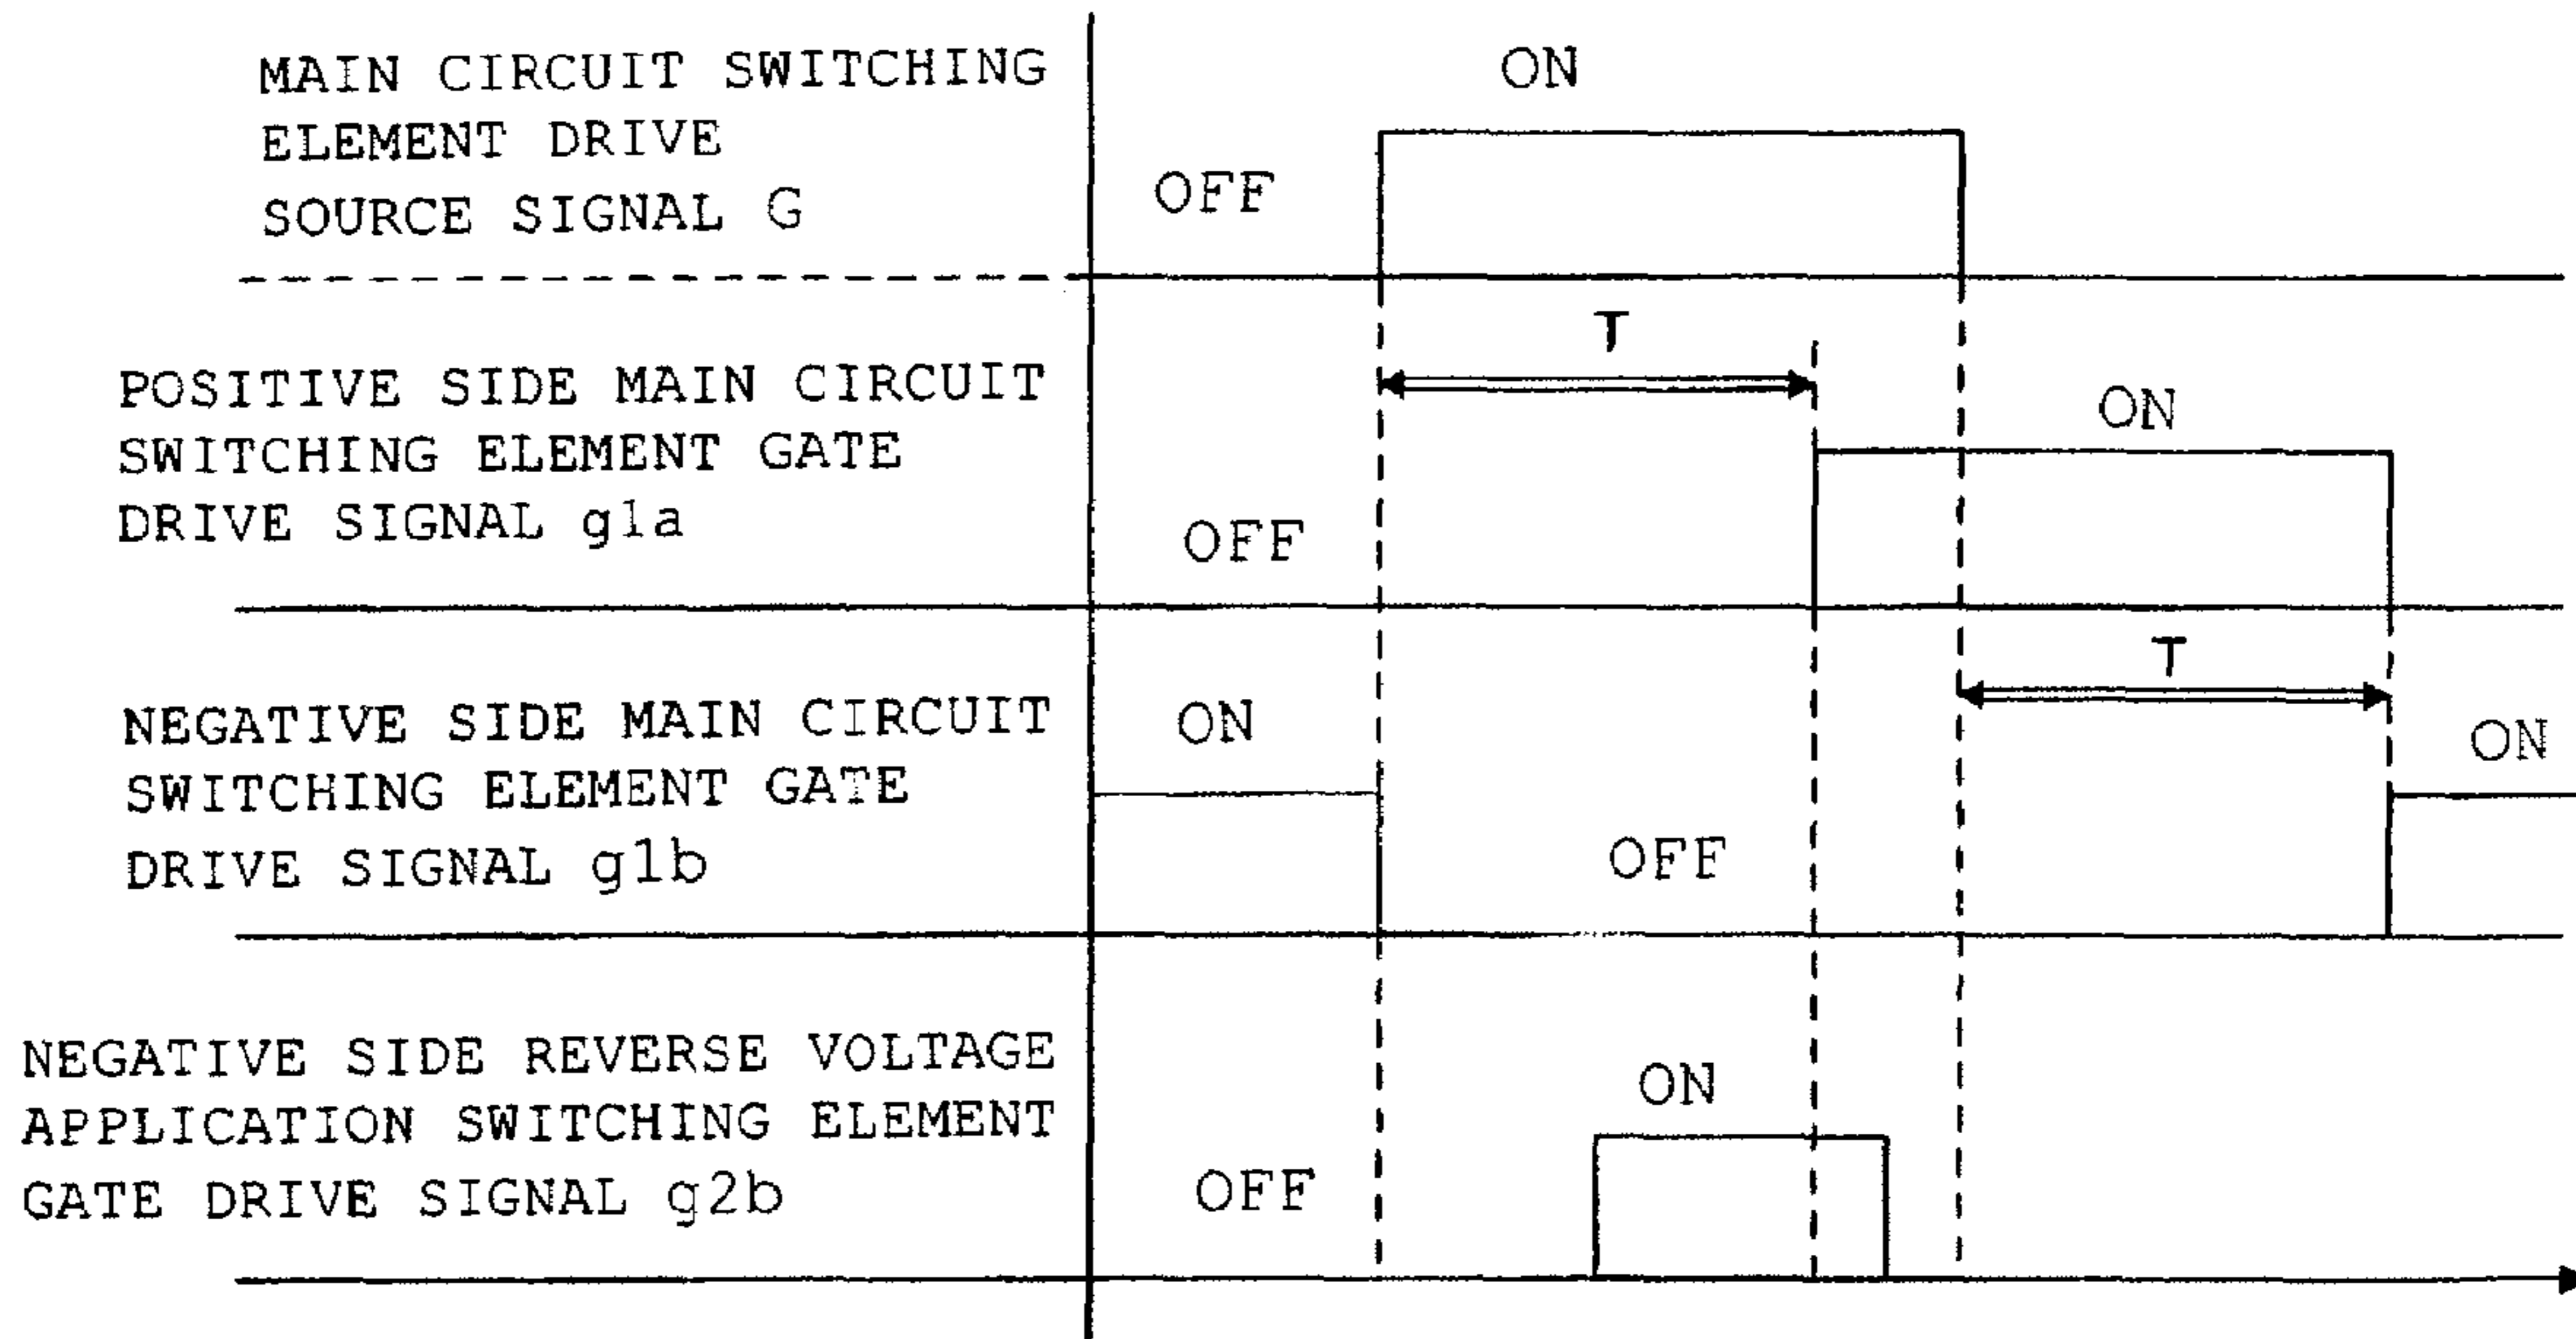 MAIN CIRCUIT SWITCHING
ELEMENT DRIVE
SOURCE SIGNAL G
OFF
ON
POSITIVE SIDE MAIN CIRCUIT
SWITCHING ELEMENT GATE
DRIVE SIGNAL g1a
OFF
T
ON
NEGATIVE SIDE MAIN CIRCUIT
SWITCHING ELEMENT GATE
DRIVE SIGNAL g1b
ON
OFF
T
ON
NEGATIVE SIDE REVERSE VOLTAGE
APPLICATION SWITCHING ELEMENT
GATE DRIVE SIGNAL g2b
OFF
ON